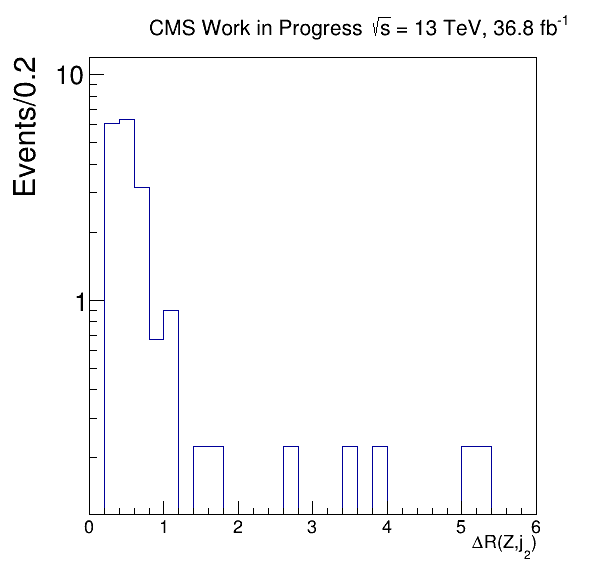 CMS Work in Progress √s = 13 TeV, 36.8 fb⁻¹
Events/0.2
10
1
0 1 2 3 4 5 6
ΔR(Z,j₂)